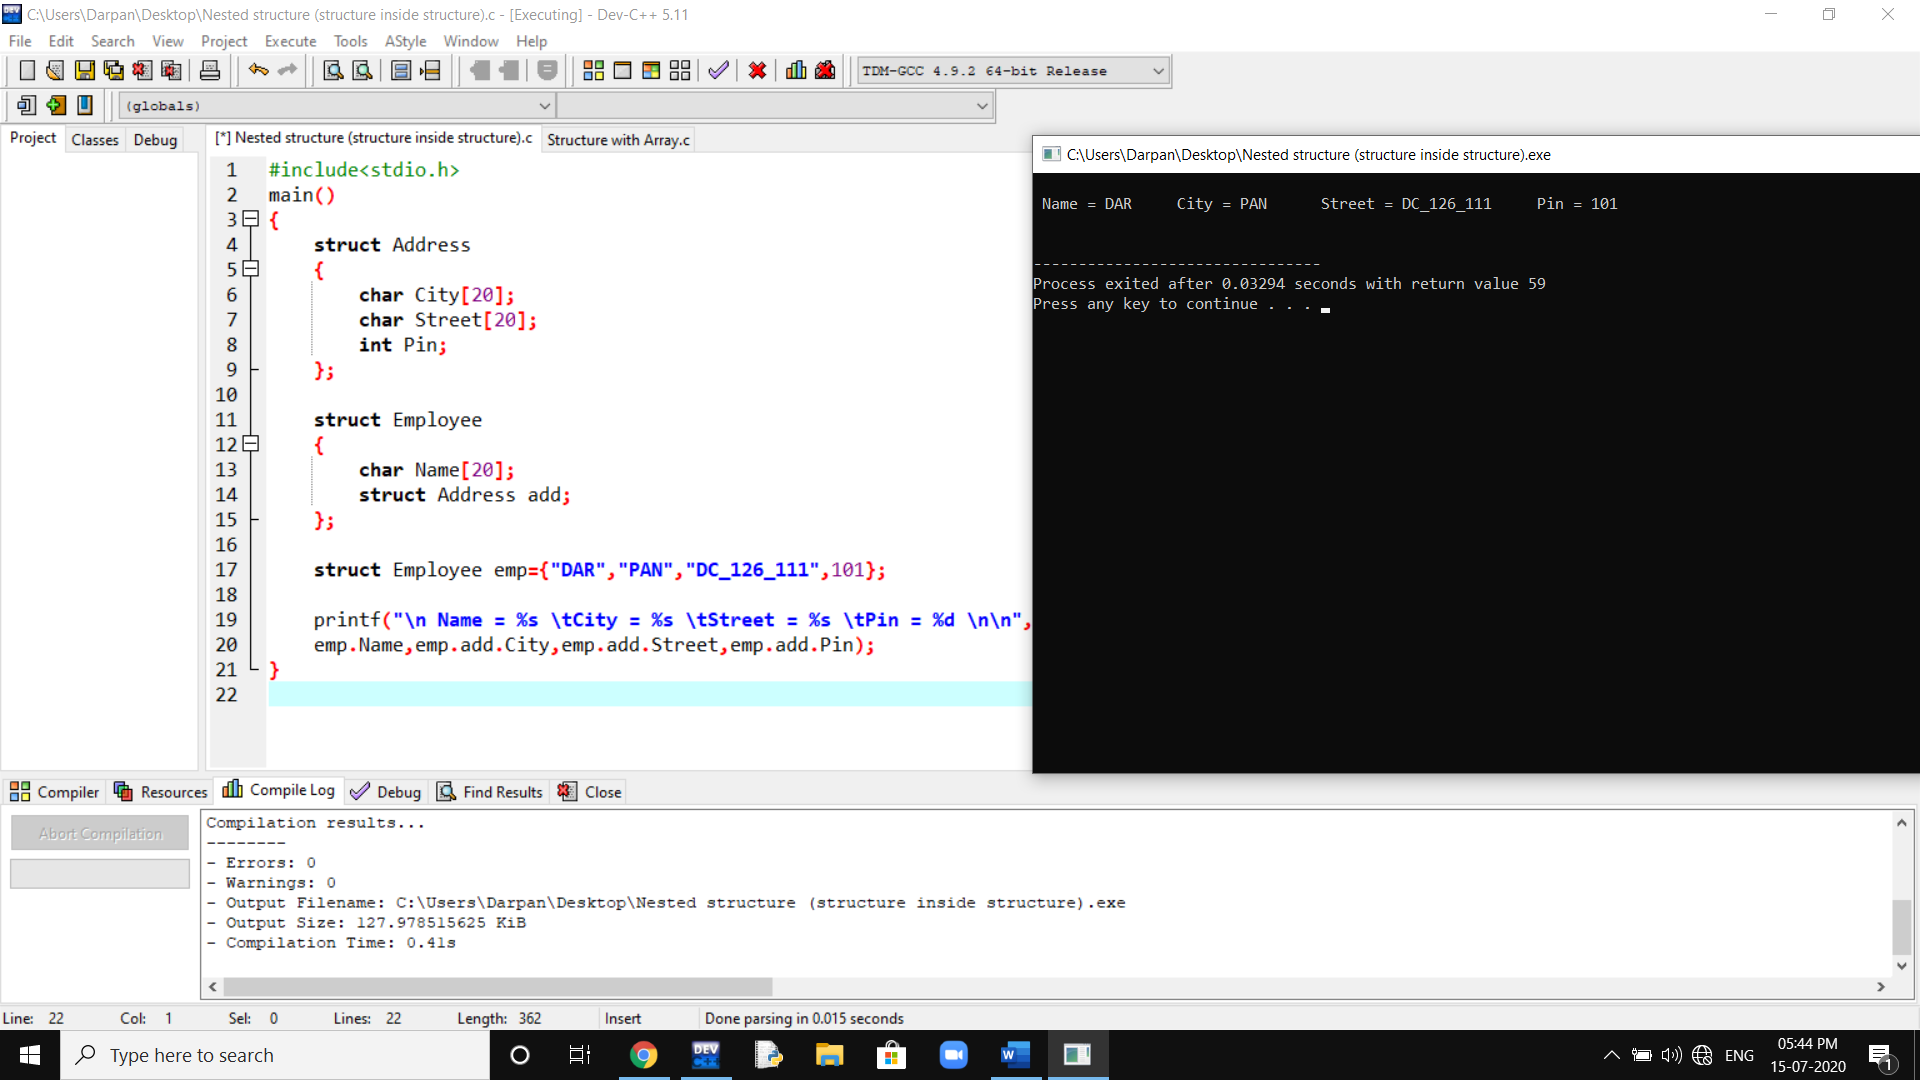 C:\Users\Darpan\Desktop\Nested structure (structure inside structure).c - [Executing] - Dev-C++ 5.11
File Edit Search View Project Execute Tools AStyle Window Help
TDM-GCC 4.9.2 64-bit Release
(globals)
Project Classes Debug
[*] Nested structure (structure inside structure).c Structure with Array.c
1 #include<stdio.h>
2 main()
3 {
4 struct Address
5 {
6 char City[20];
7 char Street[20];
8 int Pin;
9 };
10
11 struct Employee
12 {
13 char Name[20];
14 struct Address add;
15 };
16
17 struct Employee emp={"DAR","PAN","DC_126_111",101};
18
19 printf("\n Name = %s \tCity = %s \tStreet = %s \tPin = %d \n\n",
20 emp.Name,emp.add.City,emp.add.Street,emp.add.Pin);
21 }
22
C:\Users\Darpan\Desktop\Nested structure (structure inside structure).exe
Name = DAR City = PAN Street = DC_126_111 Pin = 101
--------------------------------
Process exited after 0.03294 seconds with return value 59
Press any key to continue . . .
Compiler Resources Compile Log Debug Find Results Close
Abort Compilation
Compilation results...
--------
- Errors: 0
- Warnings: 0
- Output Filename: C:\Users\Darpan\Desktop\Nested structure (structure inside structure).exe
- Output Size: 127.978515625 KiB
- Compilation Time: 0.41s
Line: 22 Col: 1 Sel: 0 Lines: 22 Length: 362 Insert Done parsing in 0.015 seconds
Type here to search
DEV
W
ENG
05:44 PM
15-07-2020
1